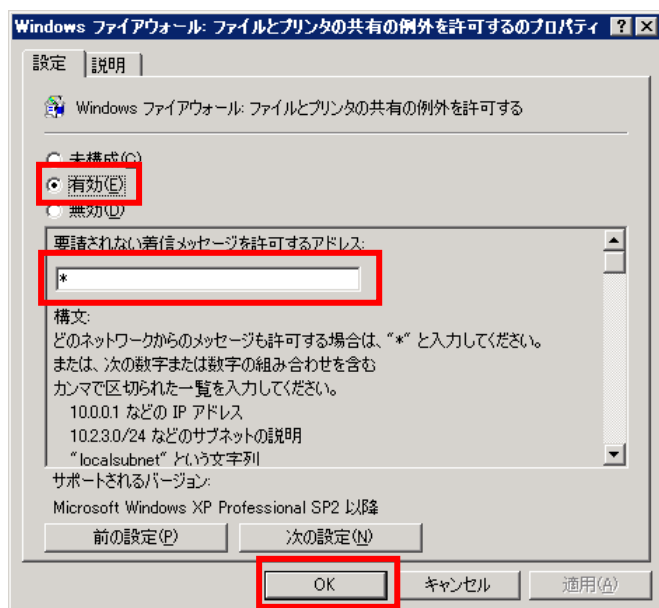 Windows ファイアウォール: ファイルとプリンタの共有の例外を許可するのプロパティ
設定 説明
Windows ファイアウォール: ファイルとプリンタの共有の例外を許可する
未構成(C)
有効(E)
無効(D)
要請されない着信メッセージを許可するアドレス:
*
構文:
どのネットワークからのメッセージも許可する場合は、"*" と入力してください。
または、次の数字または数字の組み合わせを含む
カンマで区切られた一覧を入力してください。
10.0.0.1 などの IP アドレス
10.2.3.0/24 などのサブネットの説明
"localsubnet" という文字列
サポートされるバージョン:
Microsoft Windows XP Professional SP2 以降
前の設定(P) 次の設定(N)
OK キャンセル 適用(A)